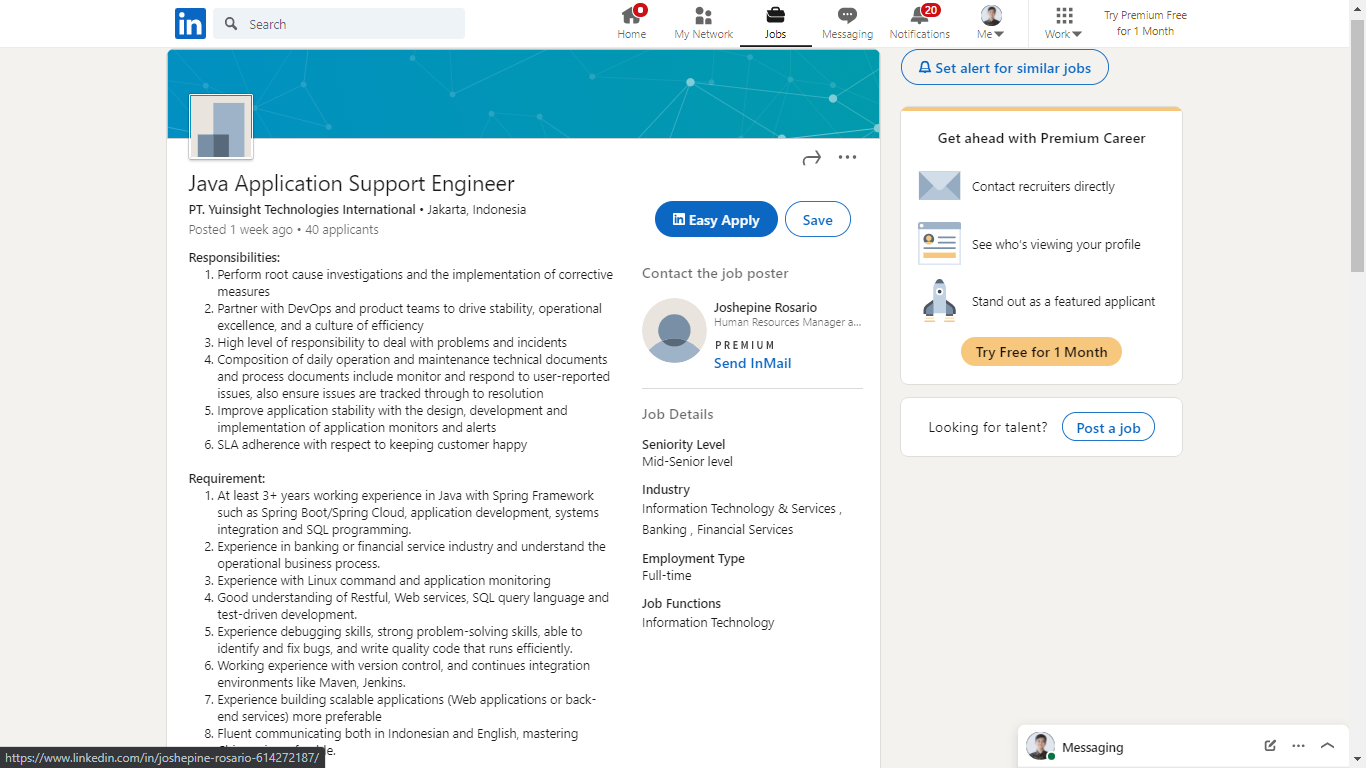 in
Search
Home
My Network
Jobs
Messaging
20
Notifications
Me
Work
Try Premium Free
for 1 Month
Set alert for similar jobs
Java Application Support Engineer
PT. Yuinsight Technologies International • Jakarta, Indonesia
Posted 1 week ago • 40 applicants
in Easy Apply
Save
Responsibilities:
1. Perform root cause investigations and the implementation of corrective
measures
2. Partner with DevOps and product teams to drive stability, operational
excellence, and a culture of efficiency
3. High level of responsibility to deal with problems and incidents
4. Composition of daily operation and maintenance technical documents
and process documents include monitor and respond to user-reported
issues, also ensure issues are tracked through to resolution
5. Improve application stability with the design, development and
implementation of application monitors and alerts
6. SLA adherence with respect to keeping customer happy
Requirement:
1. At least 3+ years working experience in Java with Spring Framework
such as Spring Boot/Spring Cloud, application development, systems
integration and SQL programming.
2. Experience in banking or financial service industry and understand the
operational business process.
3. Experience with Linux command and application monitoring
4. Good understanding of Restful, Web services, SQL query language and
test-driven development.
5. Experience debugging skills, strong problem-solving skills, able to
identify and fix bugs, and write quality code that runs efficiently.
6. Working experience with version control, and continues integration
environments like Maven, Jenkins.
7. Experience building scalable applications (Web applications or back-
end services) more preferable
8. Fluent communicating both in Indonesian and English, mastering
Contact the job poster
Joshepine Rosario
Human Resources Manager a...
PREMIUM
Send InMail
Job Details
Seniority Level
Mid-Senior level
Industry
Information Technology & Services ,
Banking , Financial Services
Employment Type
Full-time
Job Functions
Information Technology
Get ahead with Premium Career
Contact recruiters directly
See who's viewing your profile
Stand out as a featured applicant
Try Free for 1 Month
Looking for talent?
Post a job
Messaging
https://www.linkedin.com/in/joshepine-rosario-614272187/